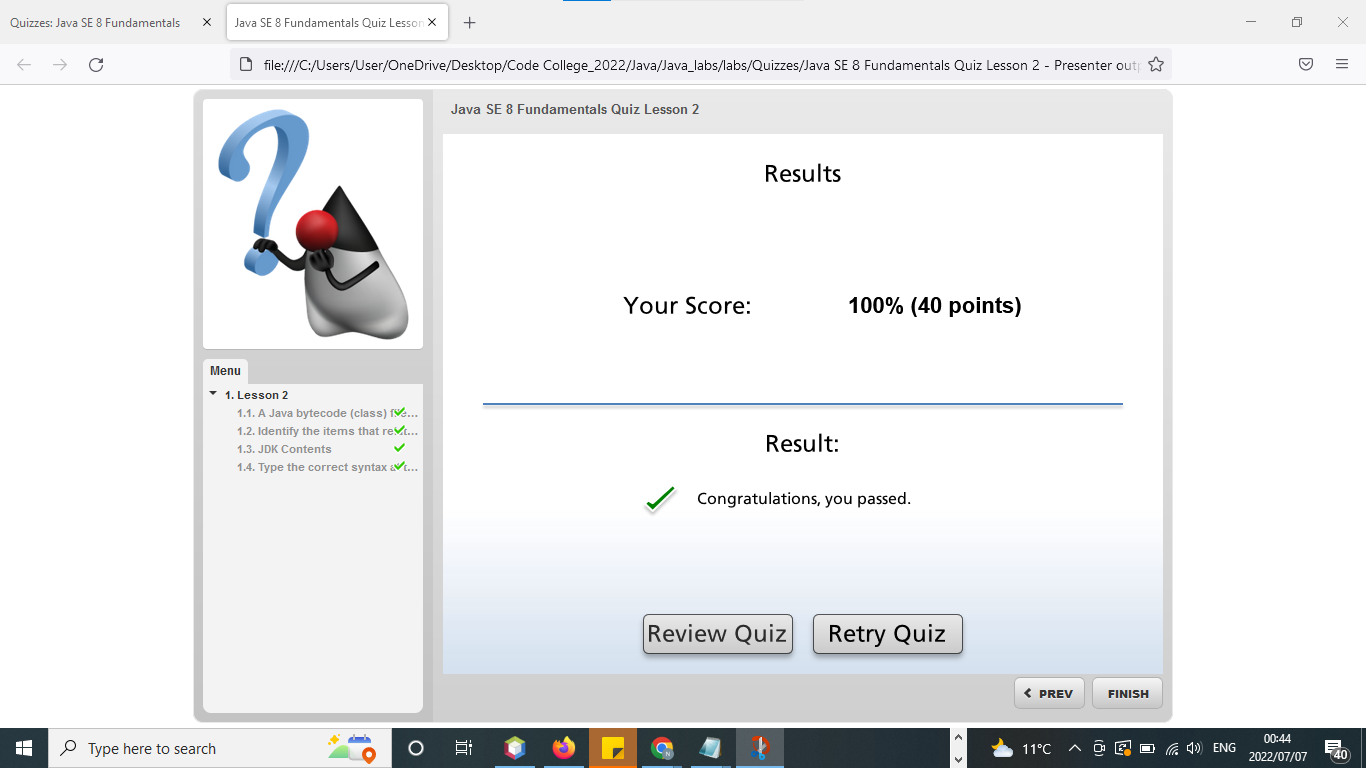 Quizzes: Java SE 8 Fundamentals
Java SE 8 Fundamentals Quiz Lesson
file:///C:/Users/User/OneDrive/Desktop/Code College_2022/Java/Java_labs/labs/Quizzes/Java SE 8 Fundamentals Quiz Lesson 2 - Presenter outp
Java SE 8 Fundamentals Quiz Lesson 2
Results
Your Score: 100% (40 points)
Result:
Congratulations, you passed.
Review Quiz
Retry Quiz
Menu
1. Lesson 2
1.1. A Java bytecode (class) file...
1.2. Identify the items that relat...
1.3. JDK Contents
1.4. Type the correct syntax at t...
PREV
FINISH
Type here to search
11°C
ENG
00:44
2022/07/07
40